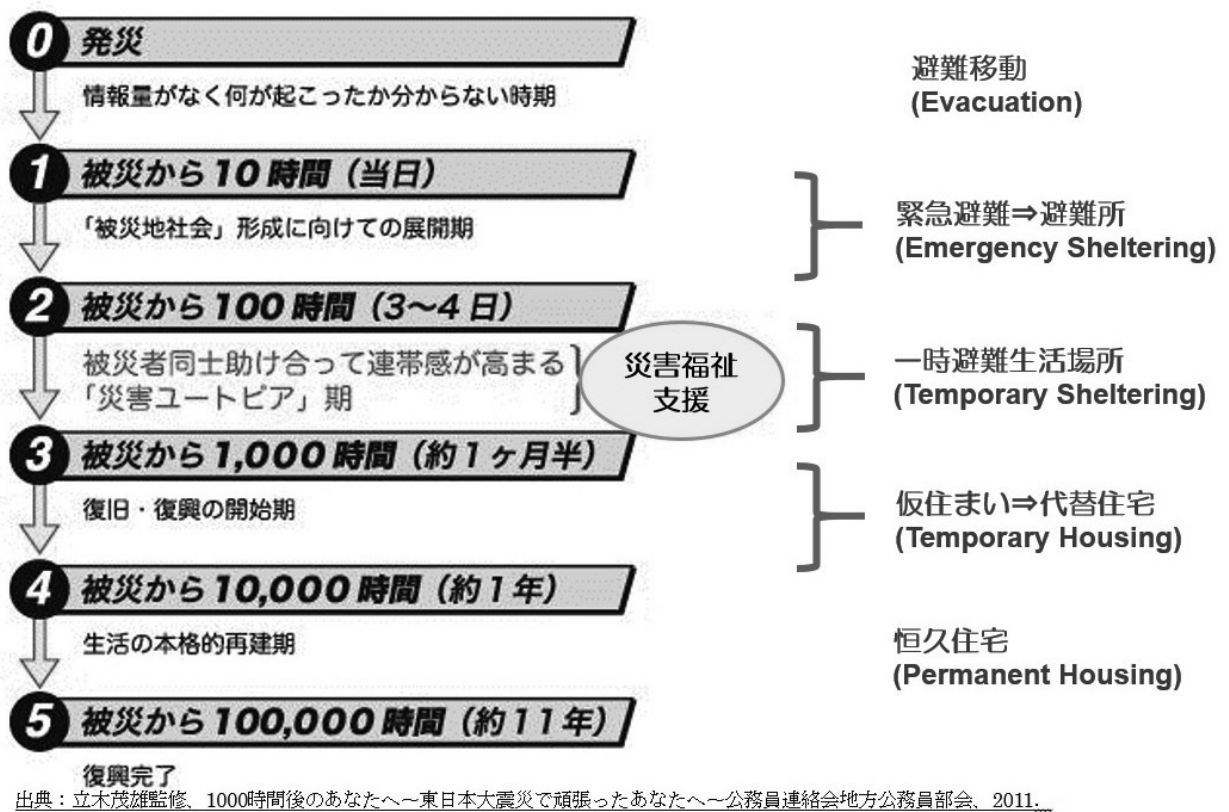 0 発災
情報量がなく何が起こったか分からない時期
避難移動
(Evacuation)
1 被災から10時間（当日）
「被災地社会」形成に向けての展開期
緊急避難⇒避難所
(Emergency Sheltering)
2 被災から100時間（3～4日）
被災者同士助け合って連帯感が高まる
「災害ユートピア」期
災害福祉
支援
一時避難生活場所
(Temporary Sheltering)
3 被災から1,000時間（約1ヶ月半）
復旧・復興の開始期
仮住まい⇒代替住宅
(Temporary Housing)
4 被災から10,000時間（約1年）
生活の本格的再建期
恒久住宅
(Permanent Housing)
5 被災から100,000時間（約11年）
復興完了
出典：立木茂雄監修、1000時間後のあなたへ～東日本大震災で頑張ったあなたへ～公務員連絡会地方公務員部会、2011.